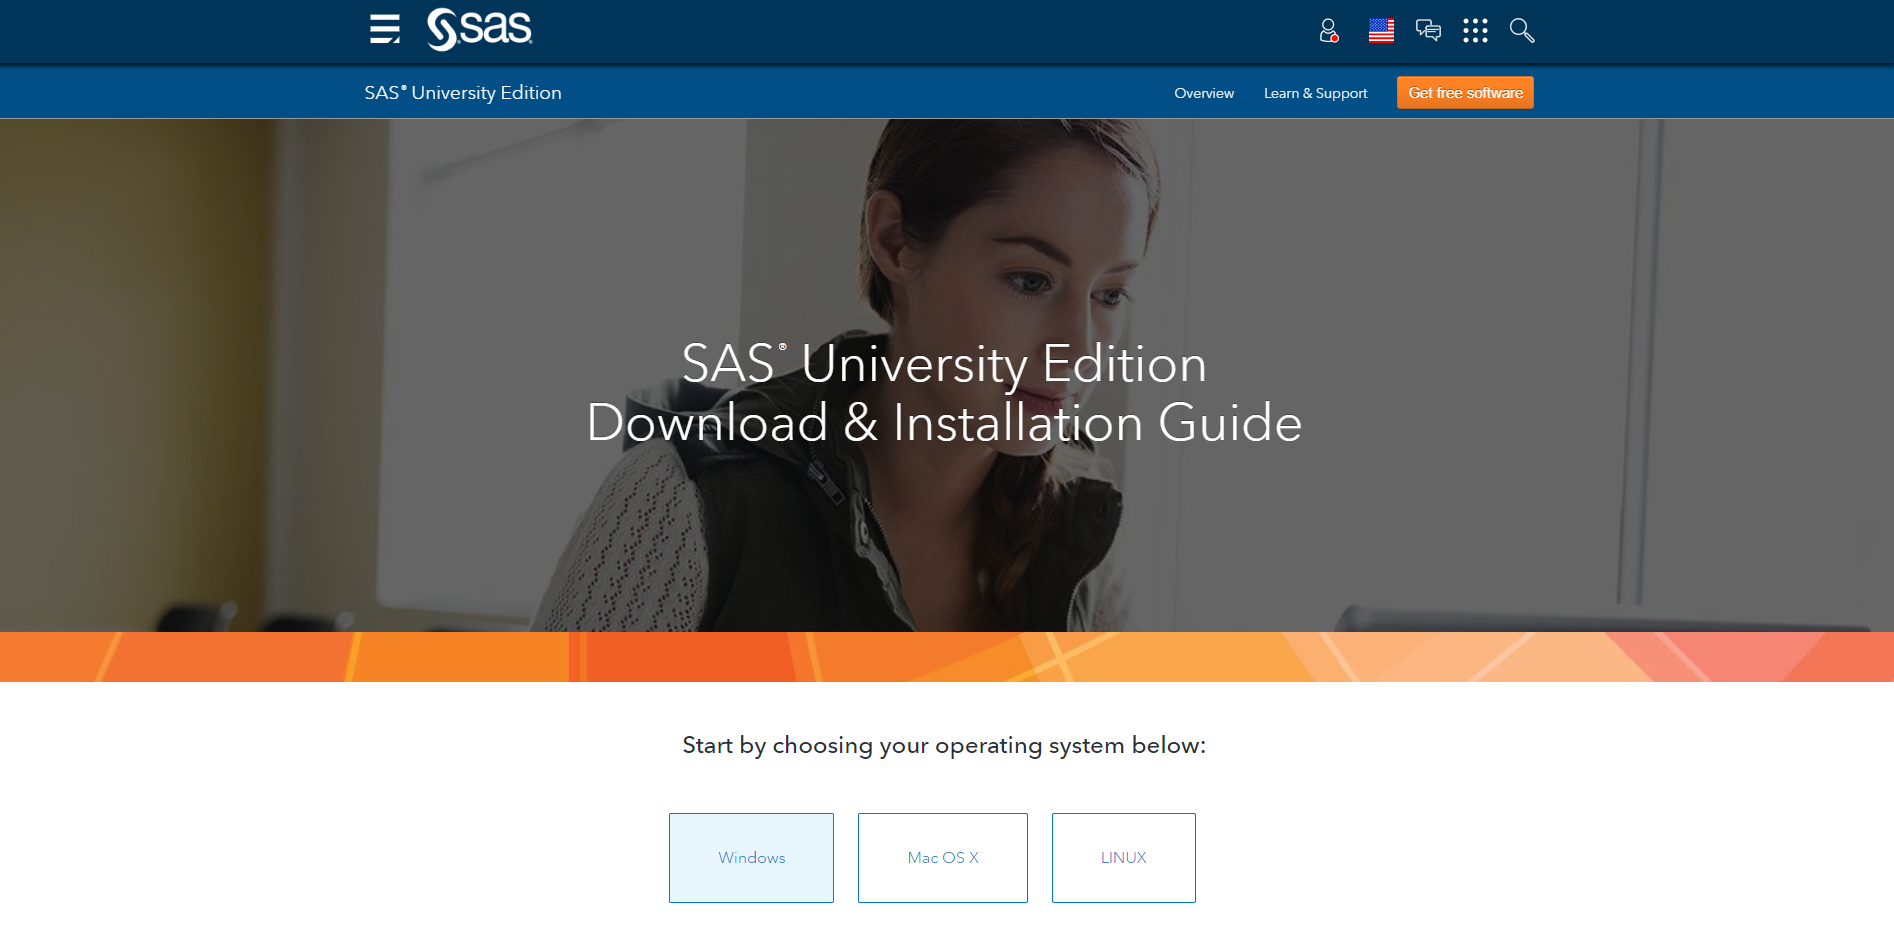 sas
SAS® University Edition
Overview
Learn & Support
Get free software
SAS® University Edition
Download & Installation Guide
Start by choosing your operating system below:
Windows
Mac OS X
LINUX